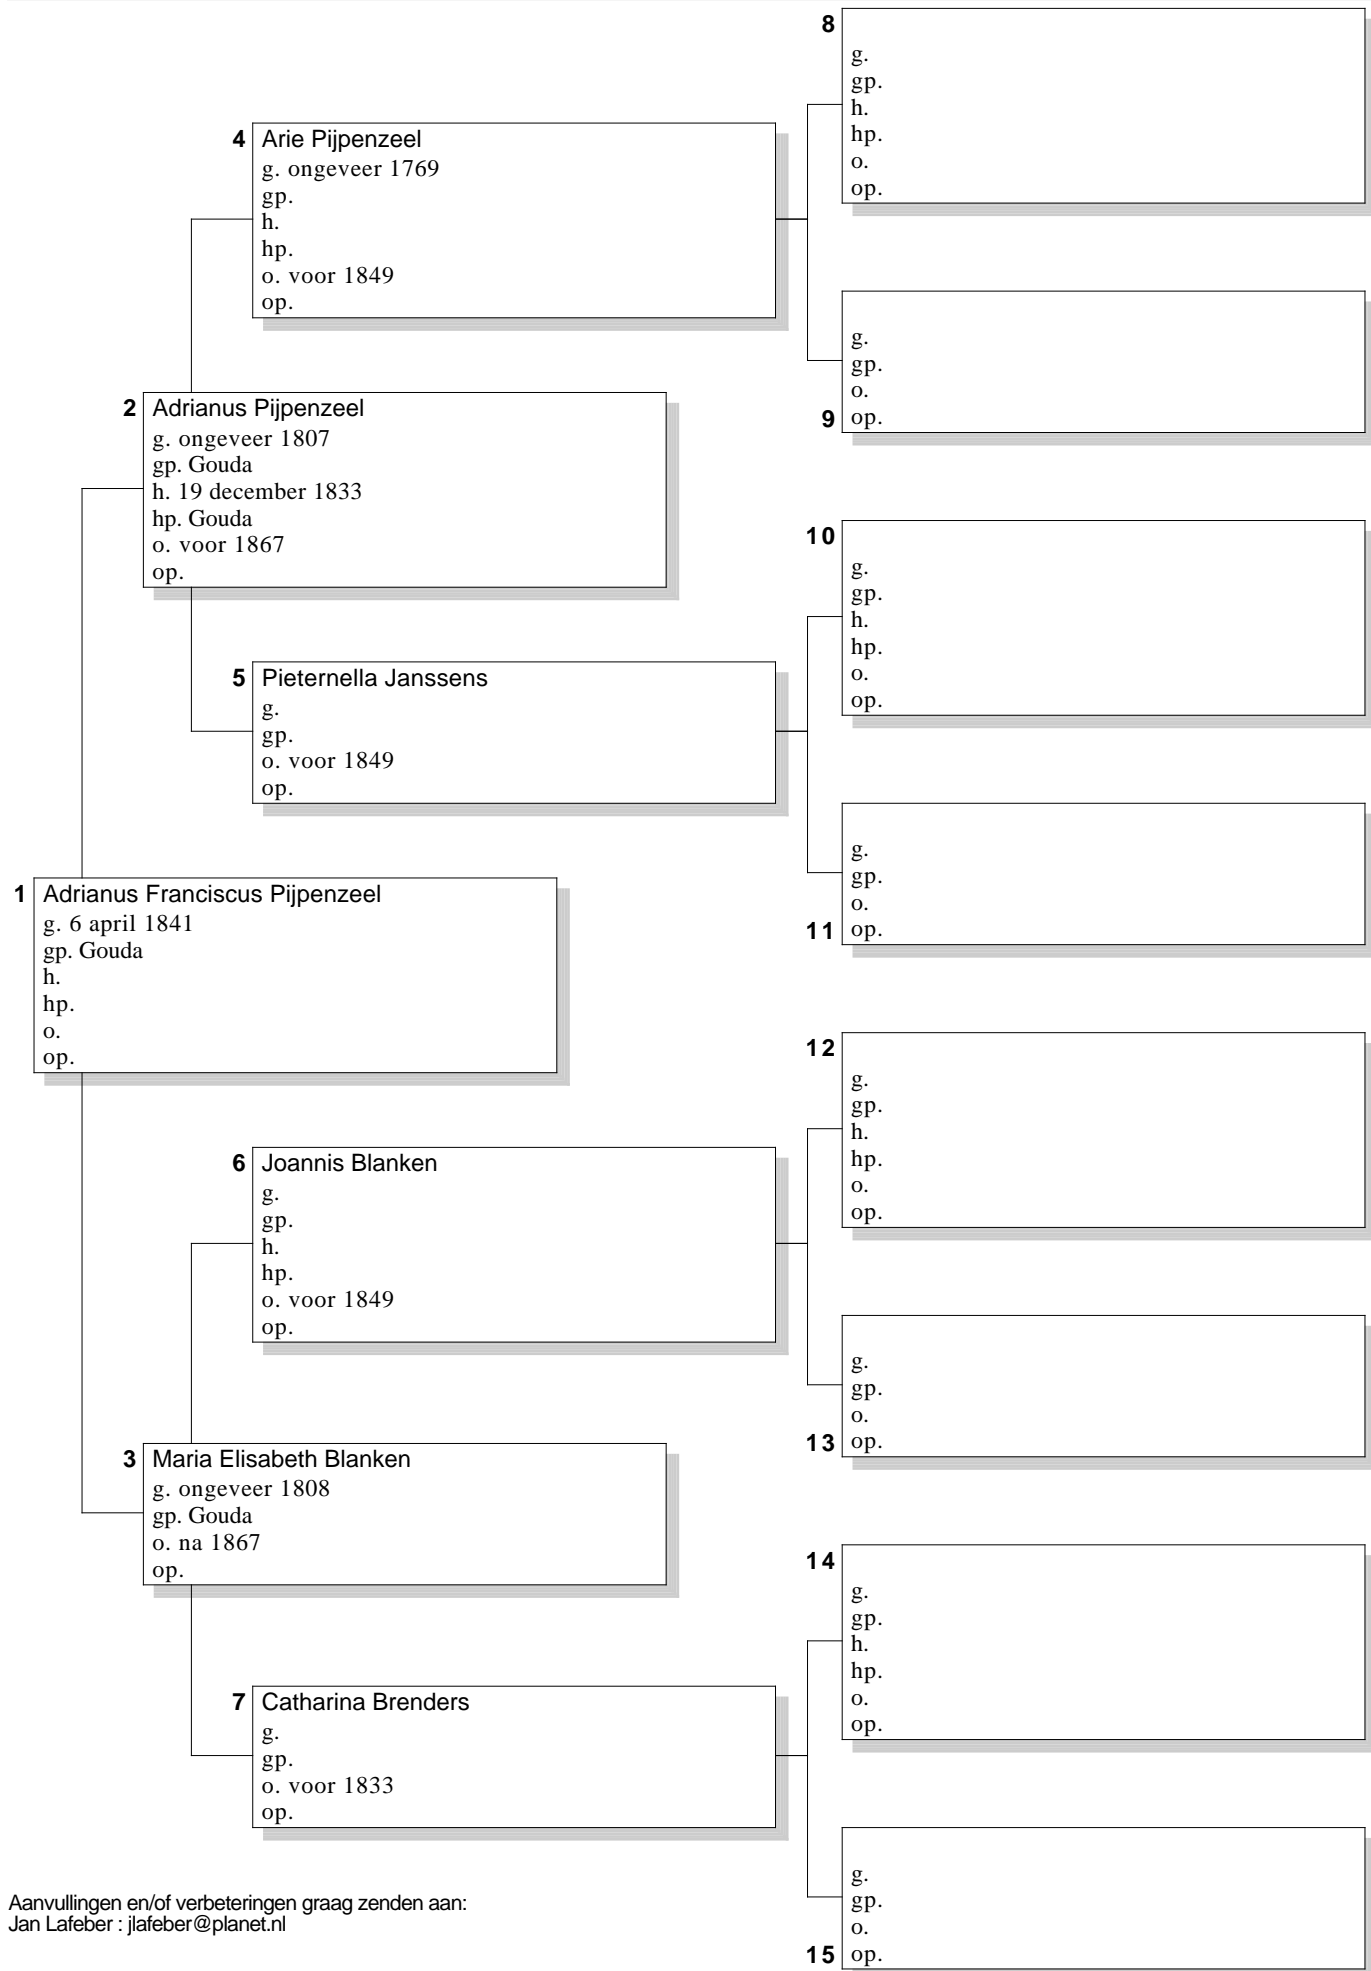 8
g.
gp.
h.
hp.
o.
op.
4 Arie Pijpenzeel
g. ongeveer 1769
gp.
h.
hp.
o. voor 1849
op.
g.
gp.
o.
9 op.
2 Adrianus Pijpenzeel
g. ongeveer 1807
gp. Gouda
h. 19 december 1833
hp. Gouda
o. voor 1867
op.
10
g.
gp.
h.
hp.
o.
op.
5 Pieternella Janssens
g.
gp.
o. voor 1849
op.
g.
gp.
o.
11 op.
1 Adrianus Franciscus Pijpenzeel
g. 6 april 1841
gp. Gouda
h.
hp.
o.
op.
12
g.
gp.
h.
hp.
o.
op.
6 Joannis Blanken
g.
gp.
h.
hp.
o. voor 1849
op.
g.
gp.
o.
13 op.
3 Maria Elisabeth Blanken
g. ongeveer 1808
gp. Gouda
o. na 1867
op.
14
g.
gp.
h.
hp.
o.
op.
7 Catharina Brenders
g.
gp.
o. voor 1833
op.
g.
gp.
o.
15 op.
Aanvullingen en/of verbeteringen graag zenden aan:
Jan Lafeber : jlafeber@planet.nl